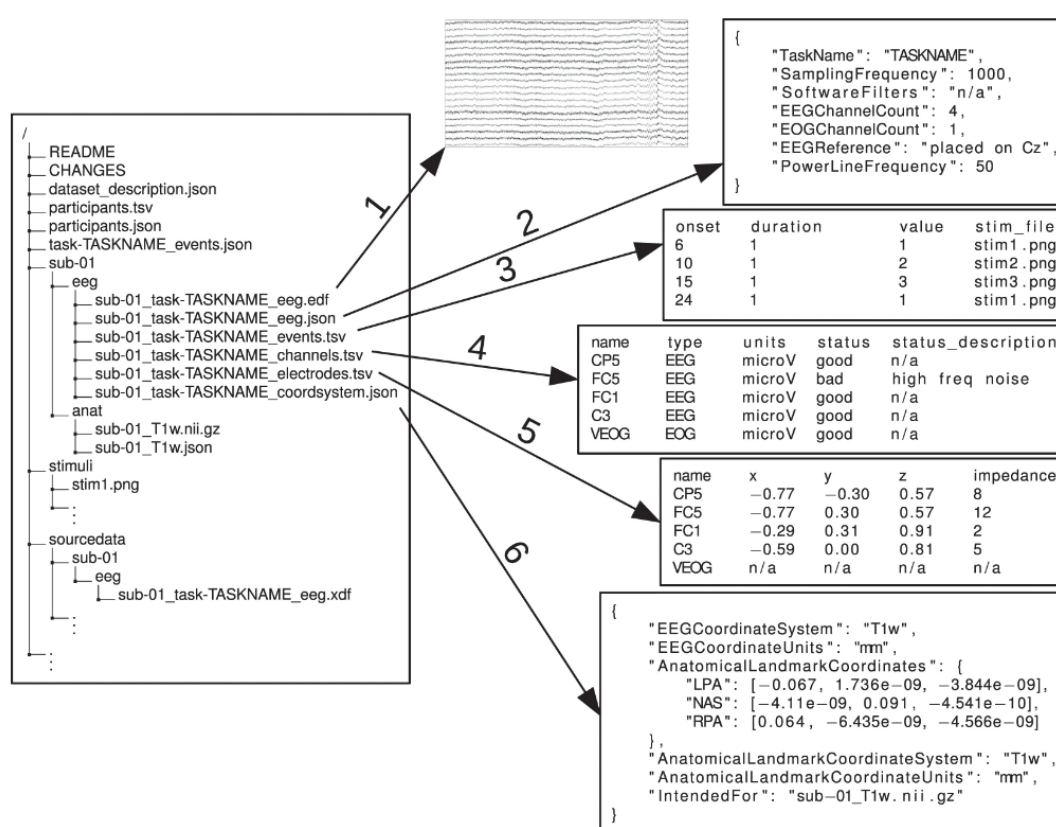 /
README
CHANGES
dataset_description.json
participants.tsv
participants.json
task-TASKNAME_events.json
sub-01
eeg
sub-01_task-TASKNAME_eeg.edf
sub-01_task-TASKNAME_eeg.json
sub-01_task-TASKNAME_events.tsv
sub-01_task-TASKNAME_channels.tsv
sub-01_task-TASKNAME_electrodes.tsv
sub-01_task-TASKNAME_coordsystem.json
anat
sub-01_T1w.nii.gz
sub-01_T1w.json
stimuli
stim1.png
⋮
sourcedata
sub-01
eeg
sub-01_task-TASKNAME_eeg.xdf
⋮
⋮
1
2
3
4
5
6
{
"TaskName": "TASKNAME",
"SamplingFrequency": 1000,
"SoftwareFilters": "n/a",
"EEGChannelCount": 4,
"EOGChannelCount": 1,
"EEGReference": "placed on Cz",
"PowerLineFrequency": 50
}
onset duration value stim_file
6 1 1 stim1.png
10 1 2 stim2.png
15 1 3 stim3.png
24 1 1 stim1.png
name type units status status_description
CP5 EEG microV good n/a
FC5 EEG microV bad high freq noise
FC1 EEG microV good n/a
C3 EEG microV good n/a
VEOG EOG microV good n/a
name x y z impedance
CP5 −0.77 −0.30 0.57 8
FC5 −0.77 0.30 0.57 12
FC1 −0.29 0.31 0.91 2
C3 −0.59 0.00 0.81 5
VEOG n/a n/a n/a n/a
{
"EEGCoordinateSystem": "T1w",
"EEGCoordinateUnits": "mm",
"AnatomicalLandmarkCoordinates": {
"LPA": [−0.067, 1.736e−09, −3.844e−09],
"NAS": [−4.11e−09, 0.091, −4.541e−10],
"RPA": [0.064, −6.435e−09, −4.566e−09]
},
"AnatomicalLandmarkCoordinateSystem": "T1w",
"AnatomicalLandmarkCoordinateUnits": "mm",
"IntendedFor": "sub−01_T1w.nii.gz"
}